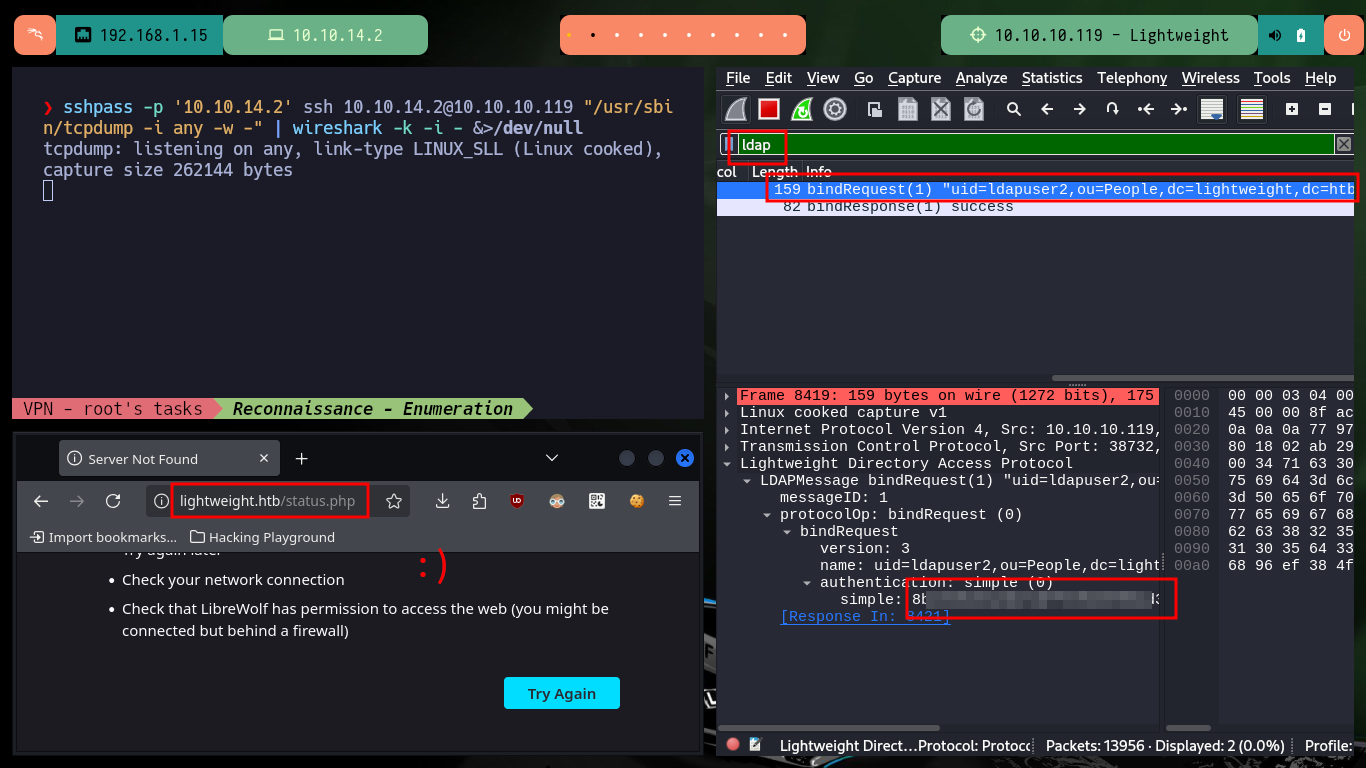 192.168.1.15
10.10.14.2
10.10.10.119 - Lightweight
❯ sshpass -p '10.10.14.2' ssh 10.10.14.2@10.10.10.119 "/usr/sbi
n/tcpdump -i any -w -" | wireshark -k -i - &>/dev/null
tcpdump: listening on any, link-type LINUX_SLL (Linux cooked),
capture size 262144 bytes
VPN - root's tasks
Reconnaissance - Enumeration
Server Not Found
lightweight.htb/status.php
Import bookmarks...
Hacking Playground
Try again later
:)
• Check your network connection
• Check that LibreWolf has permission to access the web (you might be
connected but behind a firewall)
Try Again
File Edit View Go Capture Analyze Statistics Telephony Wireless Tools Help
ldap
col Length Info
159 bindRequest(1) "uid=ldapuser2,ou=People,dc=lightweight,dc=htb
82 bindResponse(1) success
Frame 8419: 159 bytes on wire (1272 bits), 175
Linux cooked capture v1
Internet Protocol Version 4, Src: 10.10.10.119,
Transmission Control Protocol, Src Port: 38732,
Lightweight Directory Access Protocol
LDAPMessage bindRequest(1) "uid=ldapuser2,ou=
messageID: 1
protocolOp: bindRequest (0)
bindRequest
version: 3
name: uid=ldapuser2,ou=People,dc=light
authentication: simple (0)
simple: 8b
[Response In: 8421]
0000 00 00 03 04 00
0010 45 00 00 8f ac
0020 0a 0a 0a 77 97
0030 80 18 02 ab 29
0040 00 34 71 63 30
0050 75 69 64 3d 6c
0060 3d 50 65 6f 70
0070 77 65 69 67 68
0080 62 63 38 32 35
0090 31 30 35 64 33
00a0 68 96 ef 38 4f
Lightweight Direct…Protocol: Protoc
Packets: 13956 · Displayed: 2 (0.0%)
Profile: